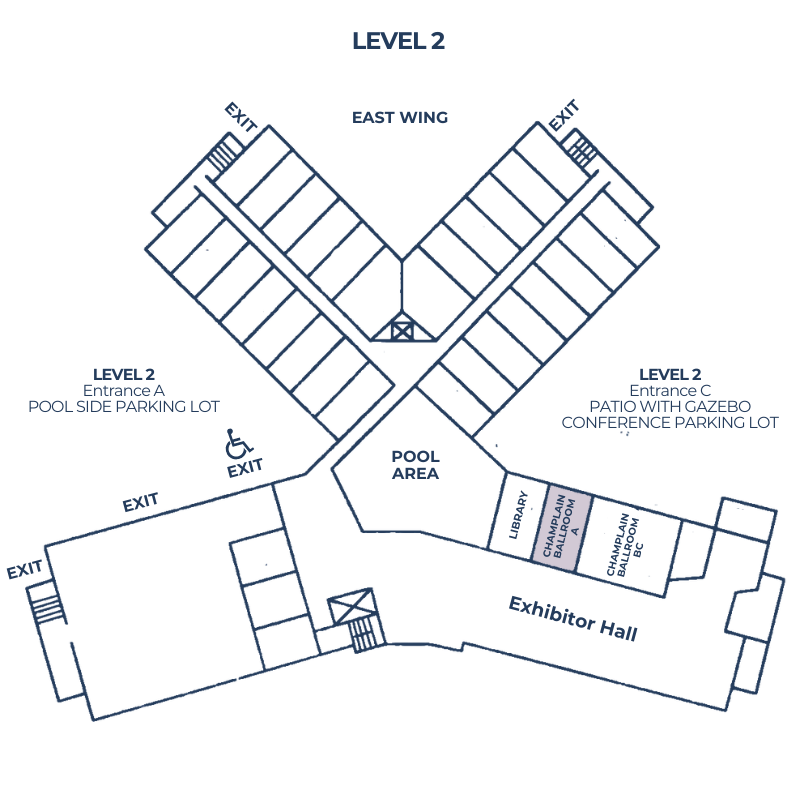 LEVEL 2
EXIT
EAST WING
EXIT
LEVEL 2
Entrance A
POOL SIDE PARKING LOT
LEVEL 2
Entrance C
PATIO WITH GAZEBO
CONFERENCE PARKING LOT
EXIT
POOL
AREA
EXIT
EXIT
LIBRARY
CHAMPLAIN
BALLROOM
A
CHAMPLAIN
BALLROOM
BC
Exhibitor Hall